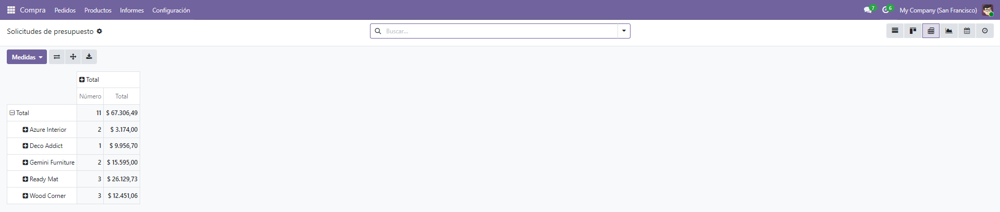 Compra Pedidos Productos Informes Configuración 7 6 My Company (San Francisco)
Solicitudes de presupuesto Buscar...
Medidas
Total
Número Total
Total 11 $ 67.306,49
Azure Interior 2 $ 3.174,00
Deco Addict 1 $ 9.956,70
Gemini Furniture 2 $ 15.595,00
Ready Mat 3 $ 26.129,73
Wood Corner 3 $ 12.451,06